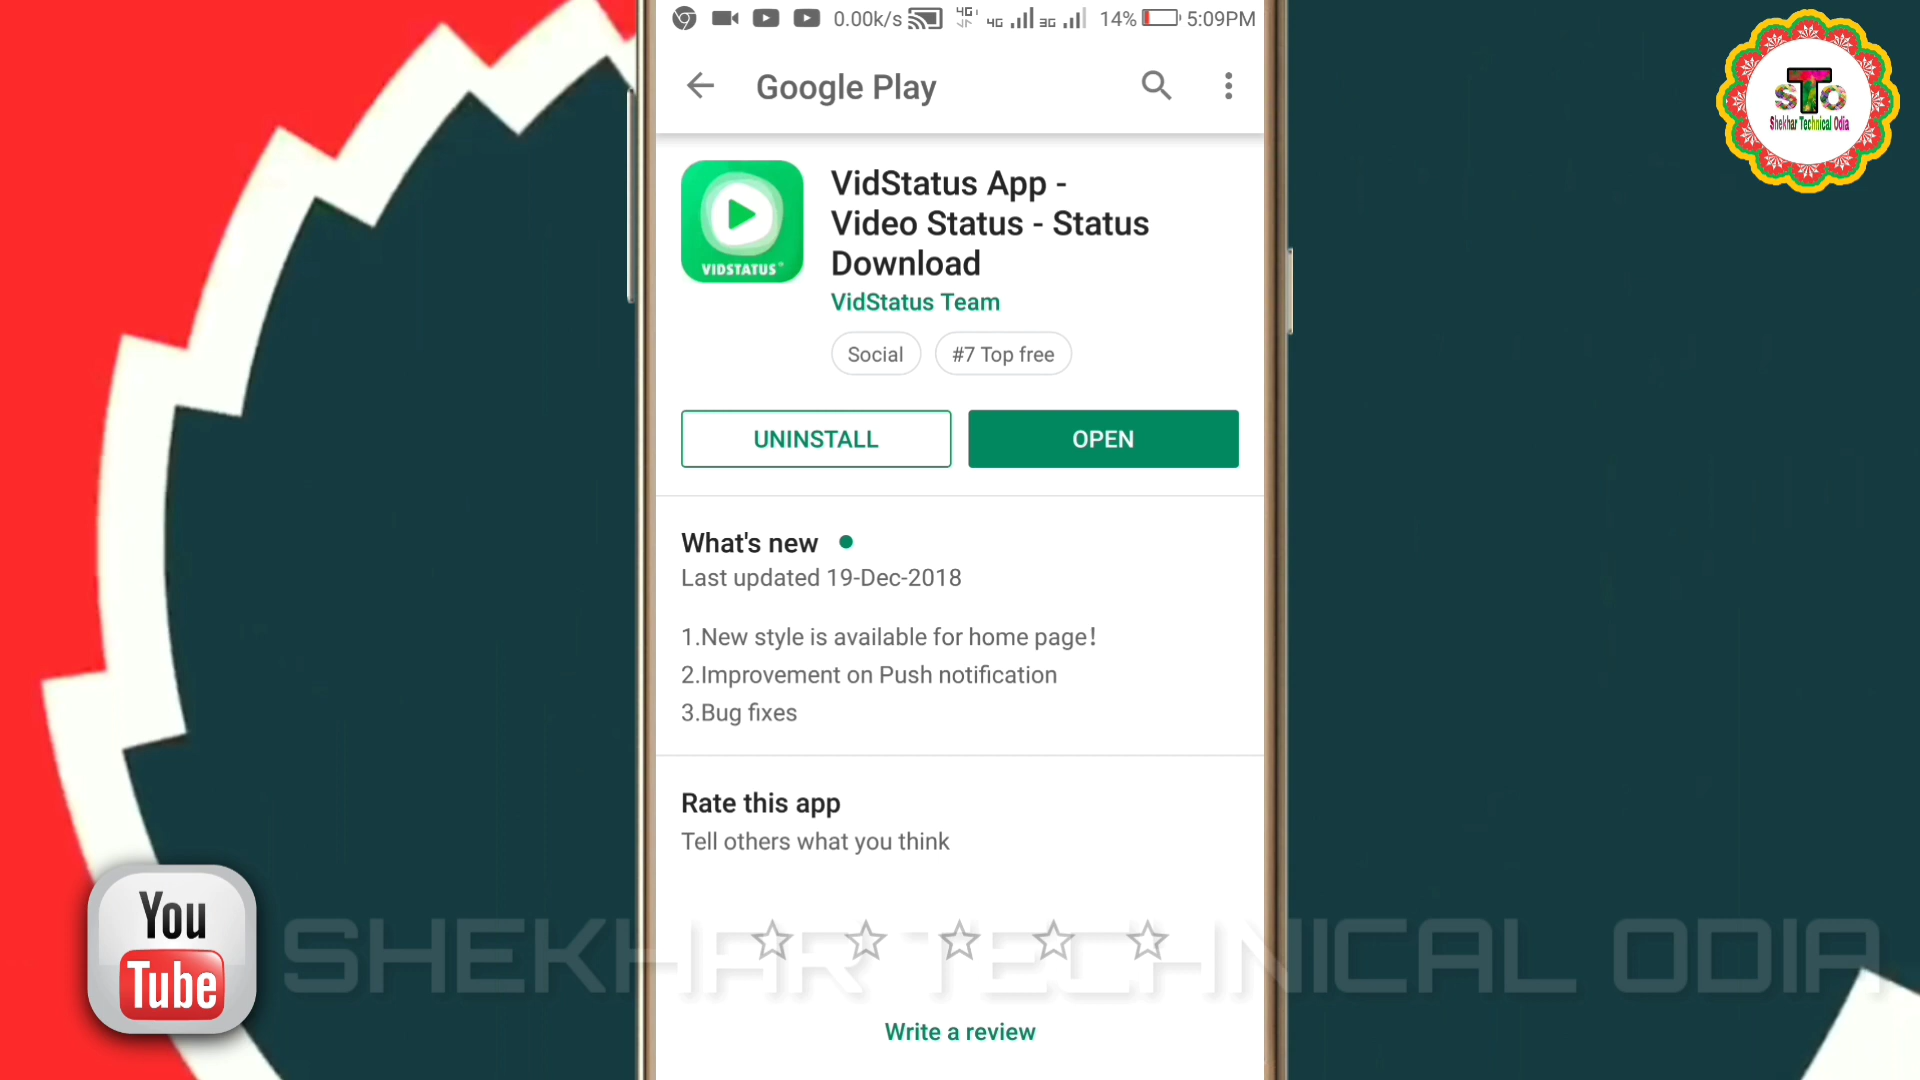 0.00k/s 4G 4G 3G 14% 5:09PM
Google Play
STO
Shekhar Technical Odia
VidStatus App -
Video Status - Status
Download
VIDSTATUS
VidStatus Team
Social
#7 Top free
UNINSTALL
OPEN
What's new
Last updated 19-Dec-2018
1.New style is available for home page!
2.Improvement on Push notification
3.Bug fixes
Rate this app
Tell others what you think
You
Tube
SHEKHAR TECHNICAL ODIA
Write a review